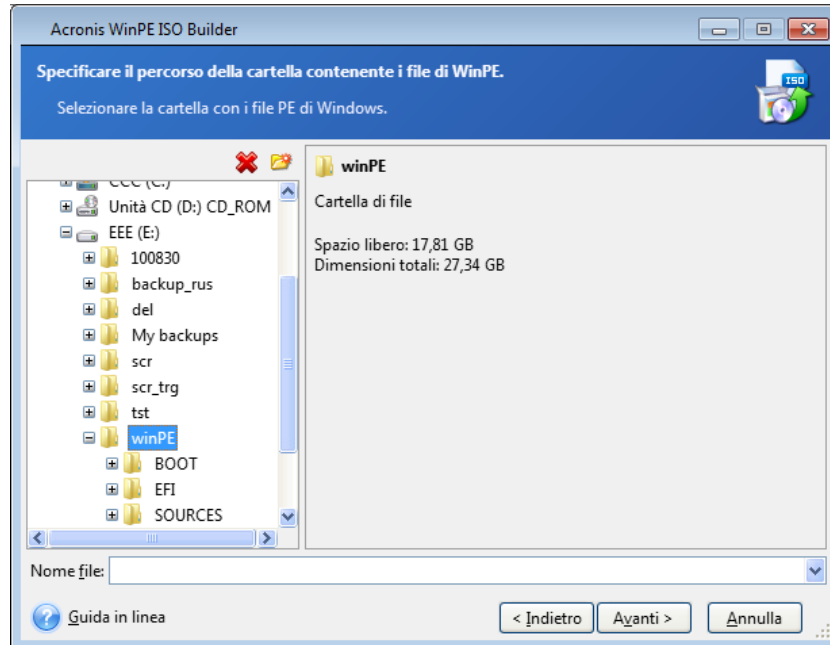 Acronis WinPE ISO Builder
Specificare il percorso della cartella contenente i file di WinPE.
Selezionare la cartella con i file PE di Windows.
ISO
CCC (C:)
Unità CD (D:) CD_ROM
EEE (E:)
100830
backup_rus
del
My backups
scr
scr_trg
tst
winPE
BOOT
EFI
SOURCES
winPE
Cartella di file
Spazio libero: 17,81 GB
Dimensioni totali: 27,34 GB
Nome file:
Guida in linea
< Indietro
Avanti >
Annulla